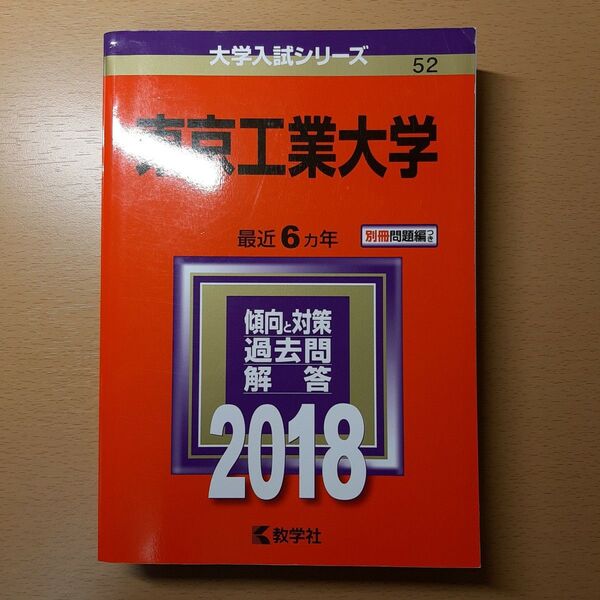 大学入試シリーズ
52
東京工業大学
最近6ヵ年
別冊問題編つき
傾向と対策
過去問
解答
2018
教学社